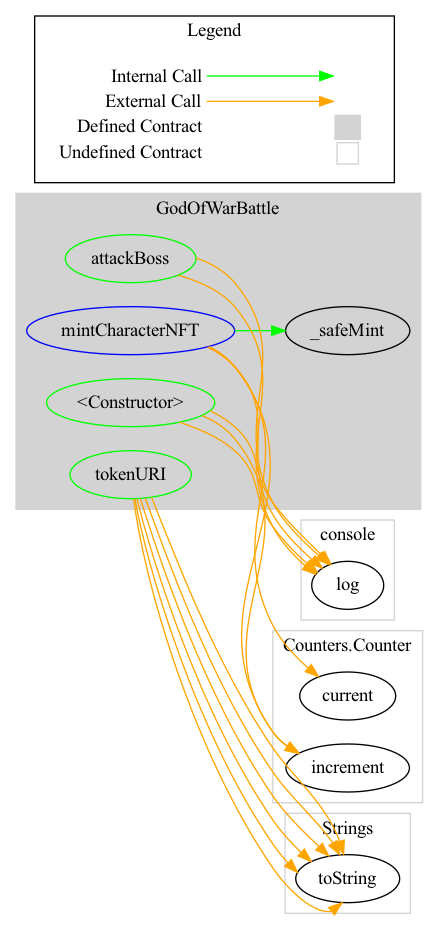 Legend
Internal Call
External Call
Defined Contract
Undefined Contract
GodOfWarBattle
attackBoss
mintCharacterNFT
_safeMint
<Constructor>
tokenURI
console
log
Counters.Counter
current
increment
Strings
toString